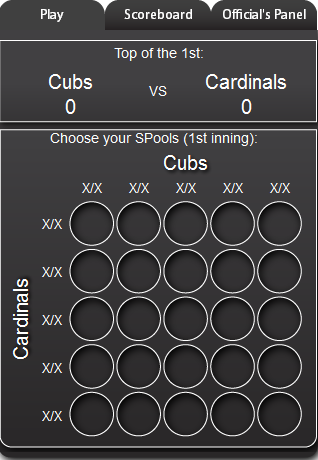 Play Scoreboard Official's Panel
Top of the 1st:
Cubs VS Cardinals
0 0
Choose your SPools (1st inning):
Cubs
X/X X/X X/X X/X X/X
Cardinals
X/X
X/X
X/X
X/X
X/X